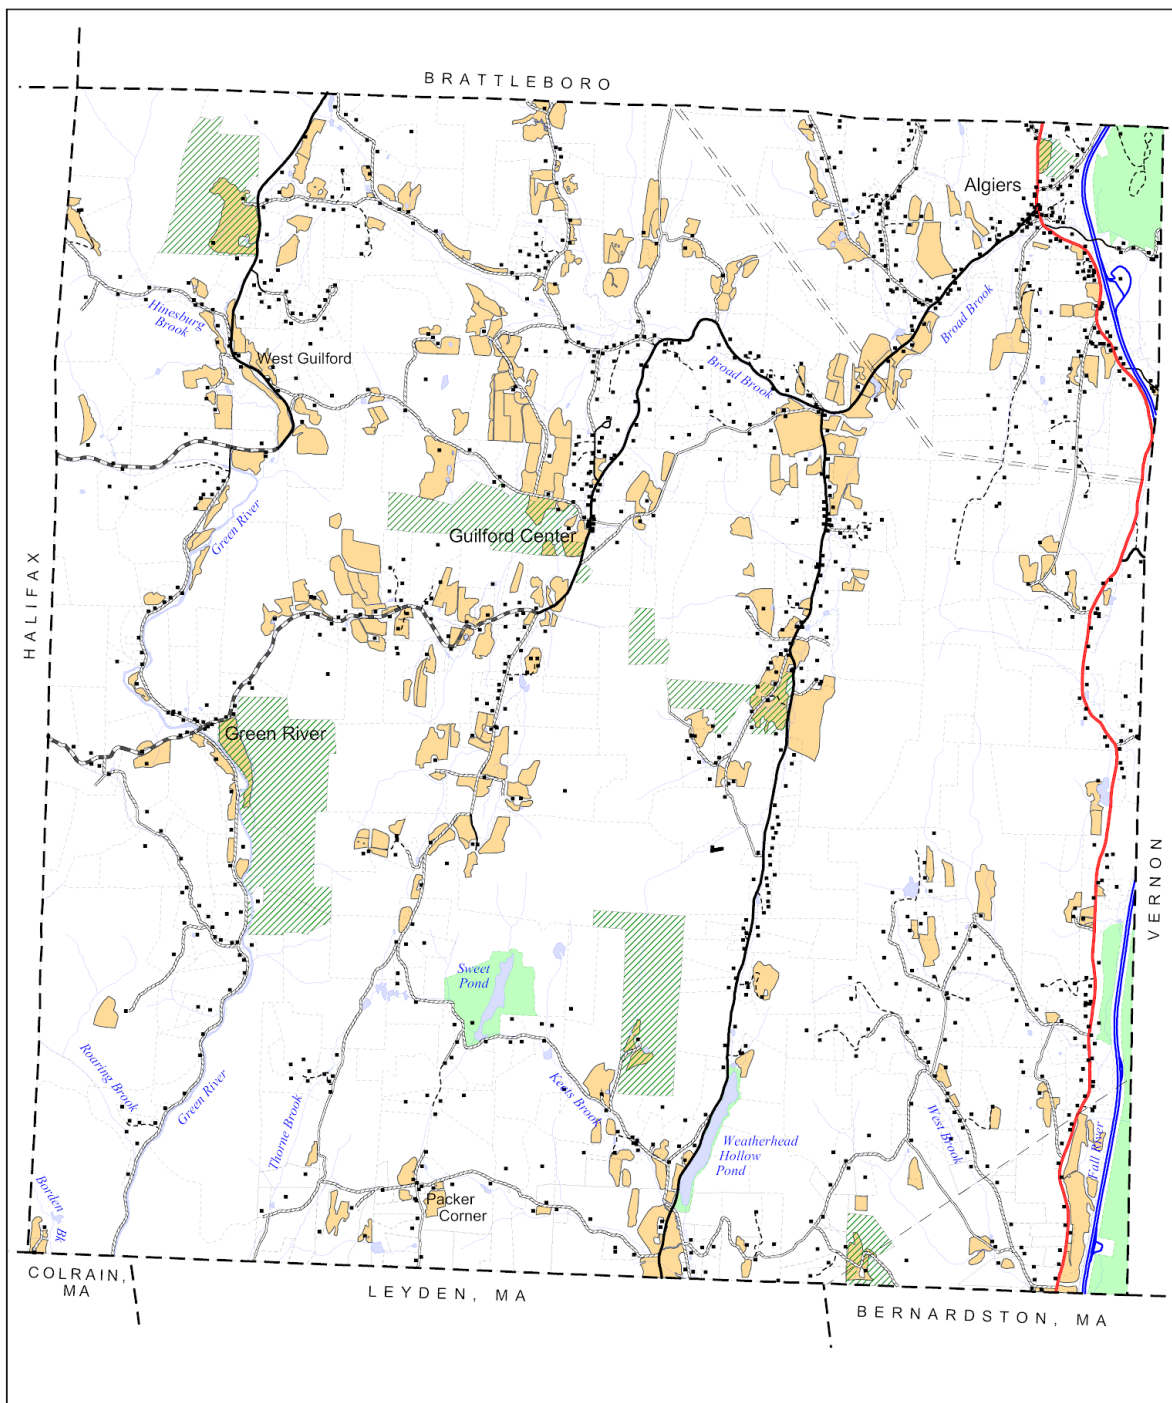 BRATTLEBORO
Algiers
Hinesburg
Brook
Broad Brook
West Guilford
Broad Brook
Green River
Guilford Center
HALIFAX
Green River
VERNON
Sweet
Pond
Roaring Brook
Green River
Thorne Brook
Keets Brook
West Brook
Weatherhead
Hollow
Pond
Fall River
Borden Bk
Packer
Corner
COLRAIN,
MA
LEYDEN, MA
BERNARDSTON, MA